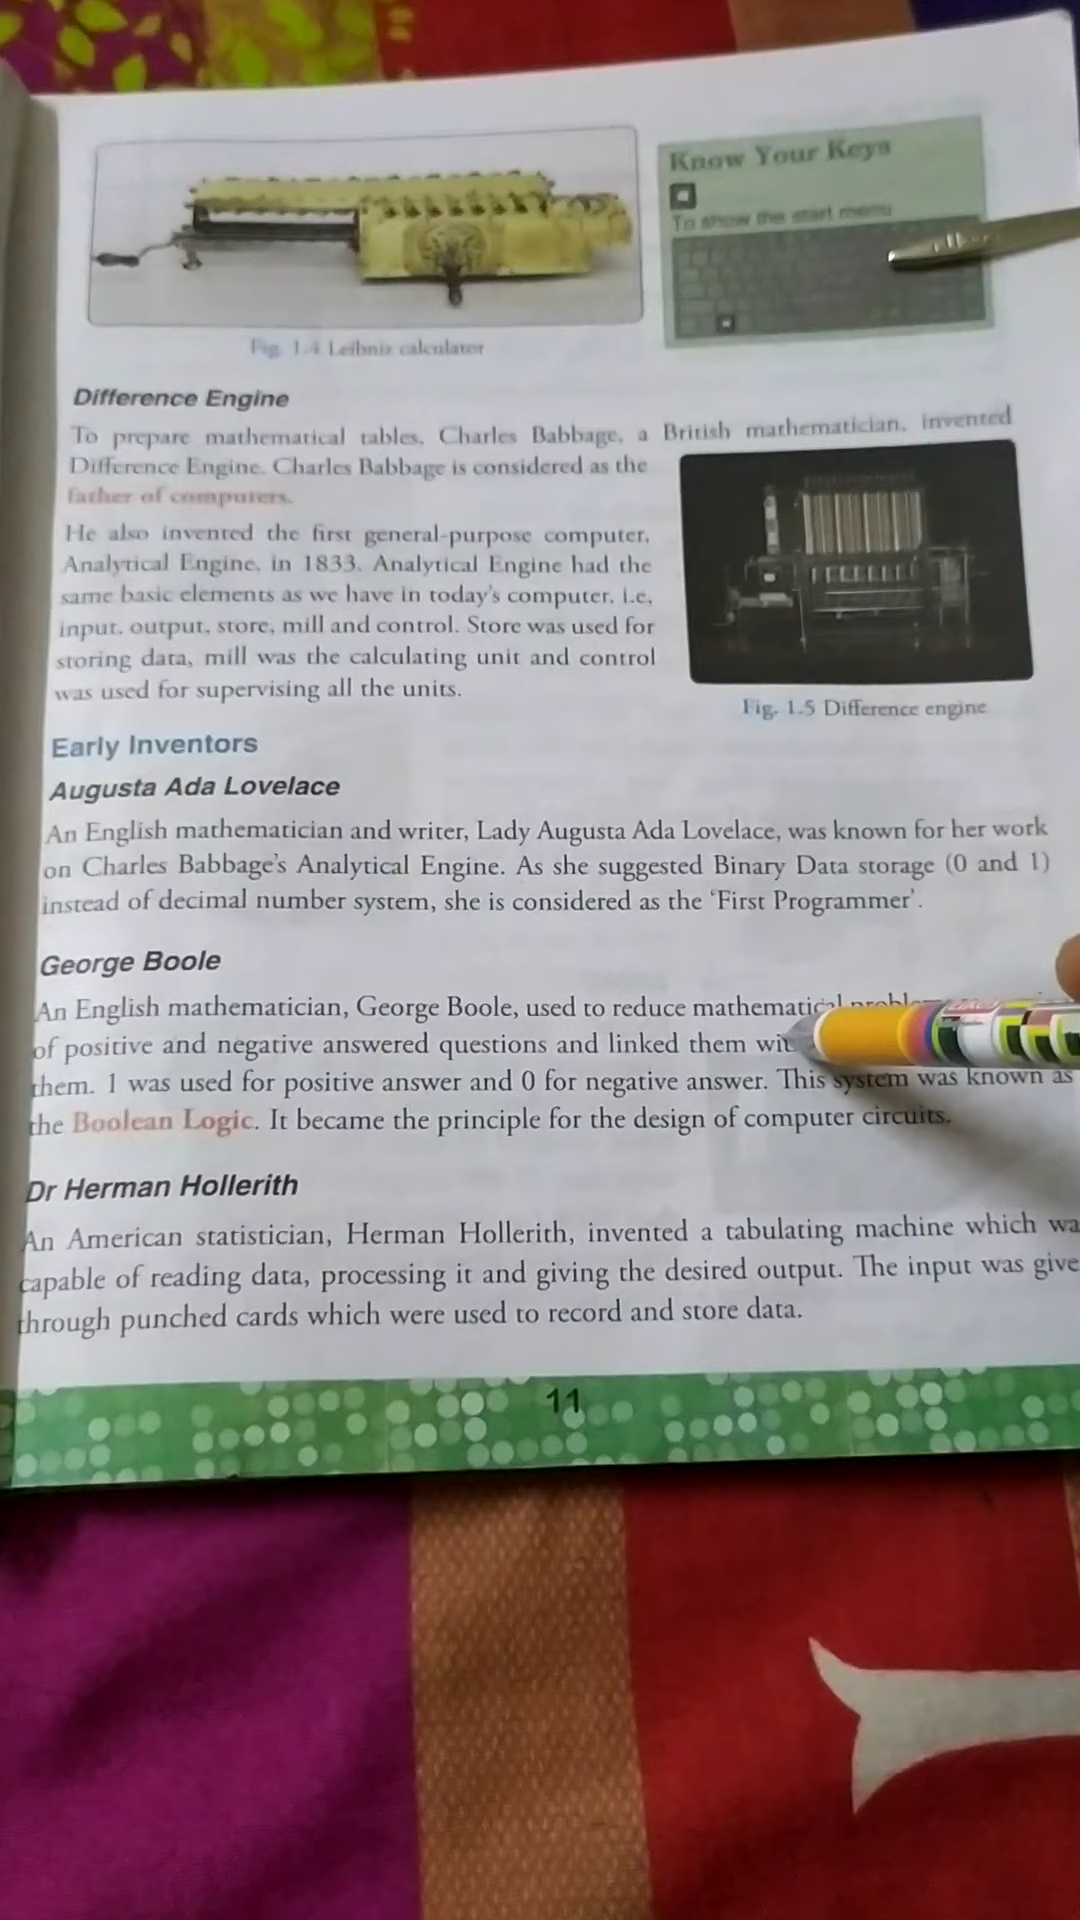 Know Your Keys
To show the start menu
Fig. 1.4 Leibniz calculator
Difference Engine
To prepare mathematical tables, Charles Babbage, a British mathematician, invented
Difference Engine. Charles Babbage is considered as the
father of computers.
He also invented the first general-purpose computer,
Analytical Engine, in 1833. Analytical Engine had the
same basic elements as we have in today's computer, i.e,
input, output, store, mill and control. Store was used for
storing data, mill was the calculating unit and control
was used for supervising all the units.
Fig. 1.5 Difference engine
Early Inventors
Augusta Ada Lovelace
An English mathematician and writer, Lady Augusta Ada Lovelace, was known for her work
on Charles Babbage's Analytical Engine. As she suggested Binary Data storage (0 and 1)
instead of decimal number system, she is considered as the 'First Programmer'.
George Boole
An English mathematician, George Boole, used to reduce mathematical
of positive and negative answered questions and linked them
them. 1 was used for positive answer and 0 for negative answer. This system was known as
the Boolean Logic. It became the principle for the design of computer circuits.
Dr Herman Hollerith
An American statistician, Herman Hollerith, invented a tabulating machine which wa
capable of reading data, processing it and giving the desired output. The input was give
through punched cards which were used to record and store data.
11